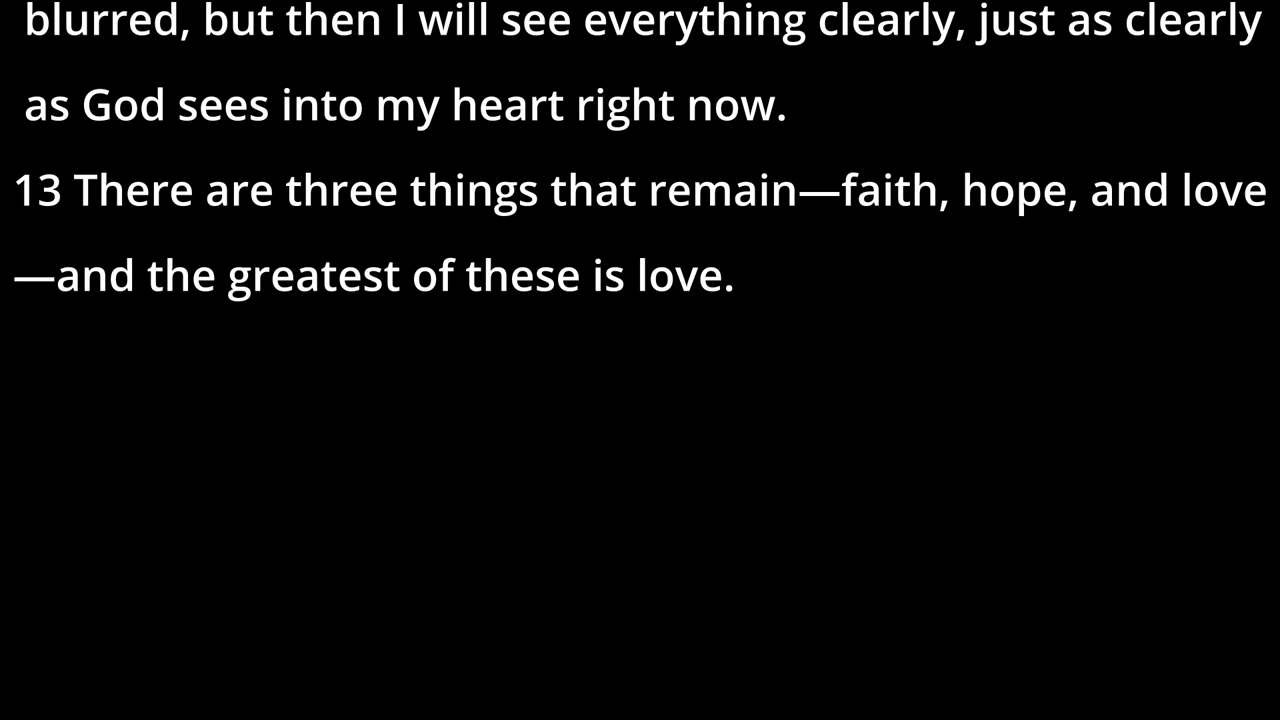 blurred, but then I will see everything clearly, just as clearly
as God sees into my heart right now.
13 There are three things that remain—faith, hope, and love
—and the greatest of these is love.